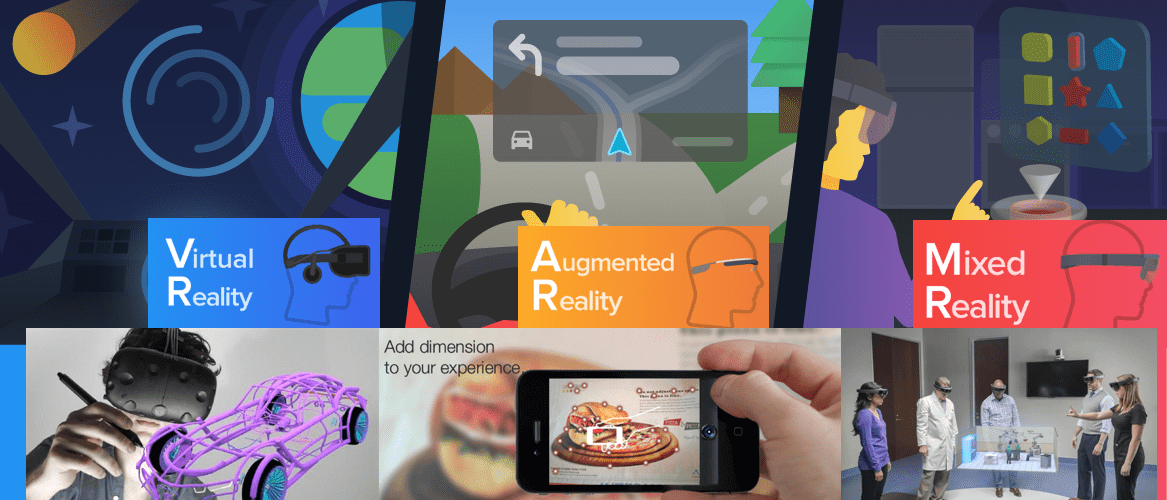 Virtual
Reality
Augmented
Reality
Mixed
Reality
Add dimension
to your experience.